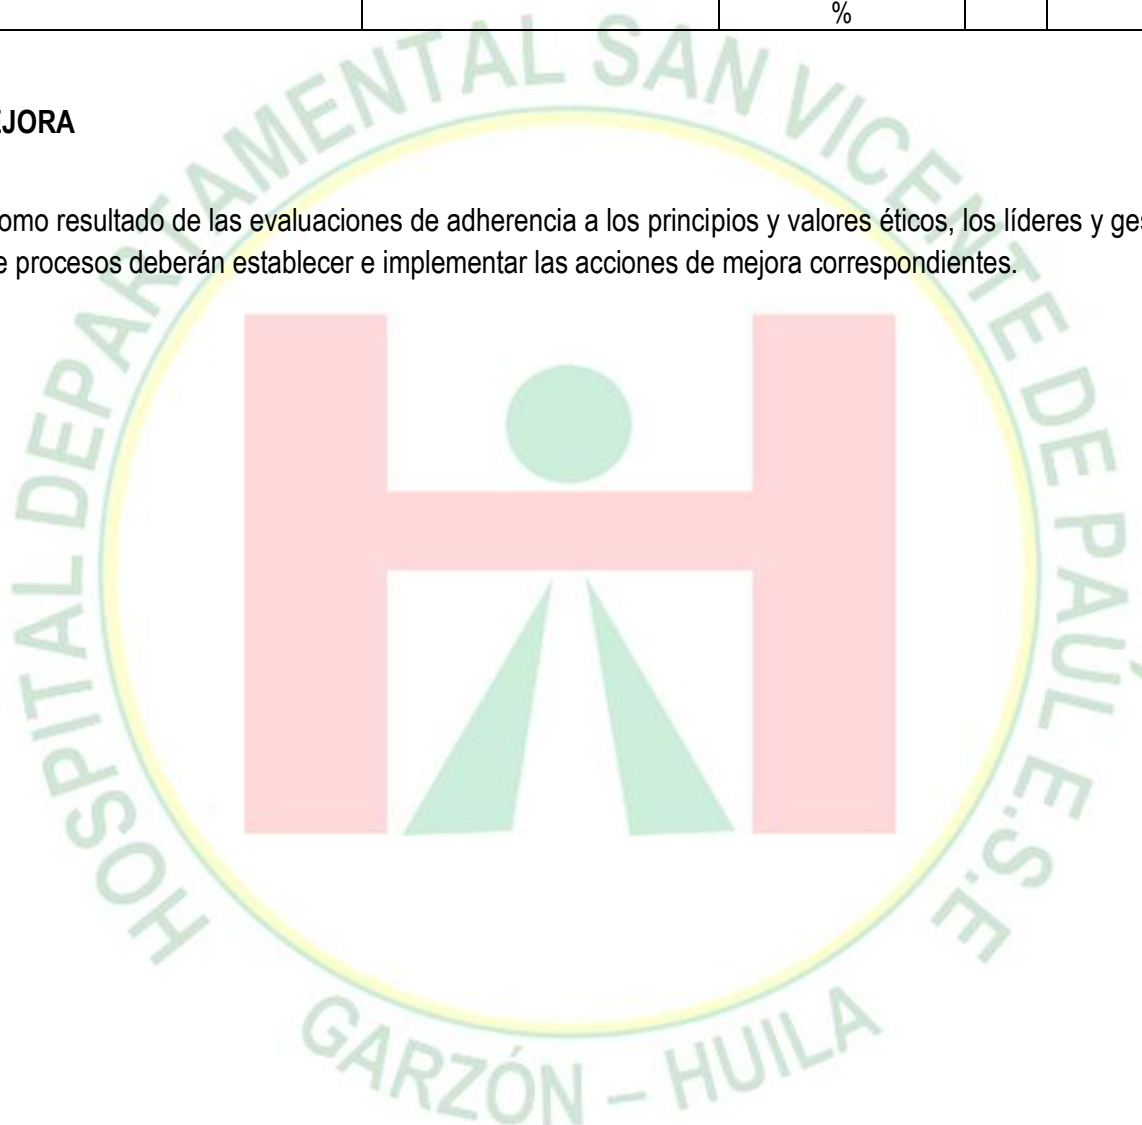 %
EJORA
omo resultado de las evaluaciones de adherencia a los principios y valores éticos, los líderes y ges
e procesos deberán establecer e implementar las acciones de mejora correspondientes.
HOSPITAL DEPARTAMENTAL SAN VICENTE DE PAÚL E.S.E
GARZÓN – HUILA